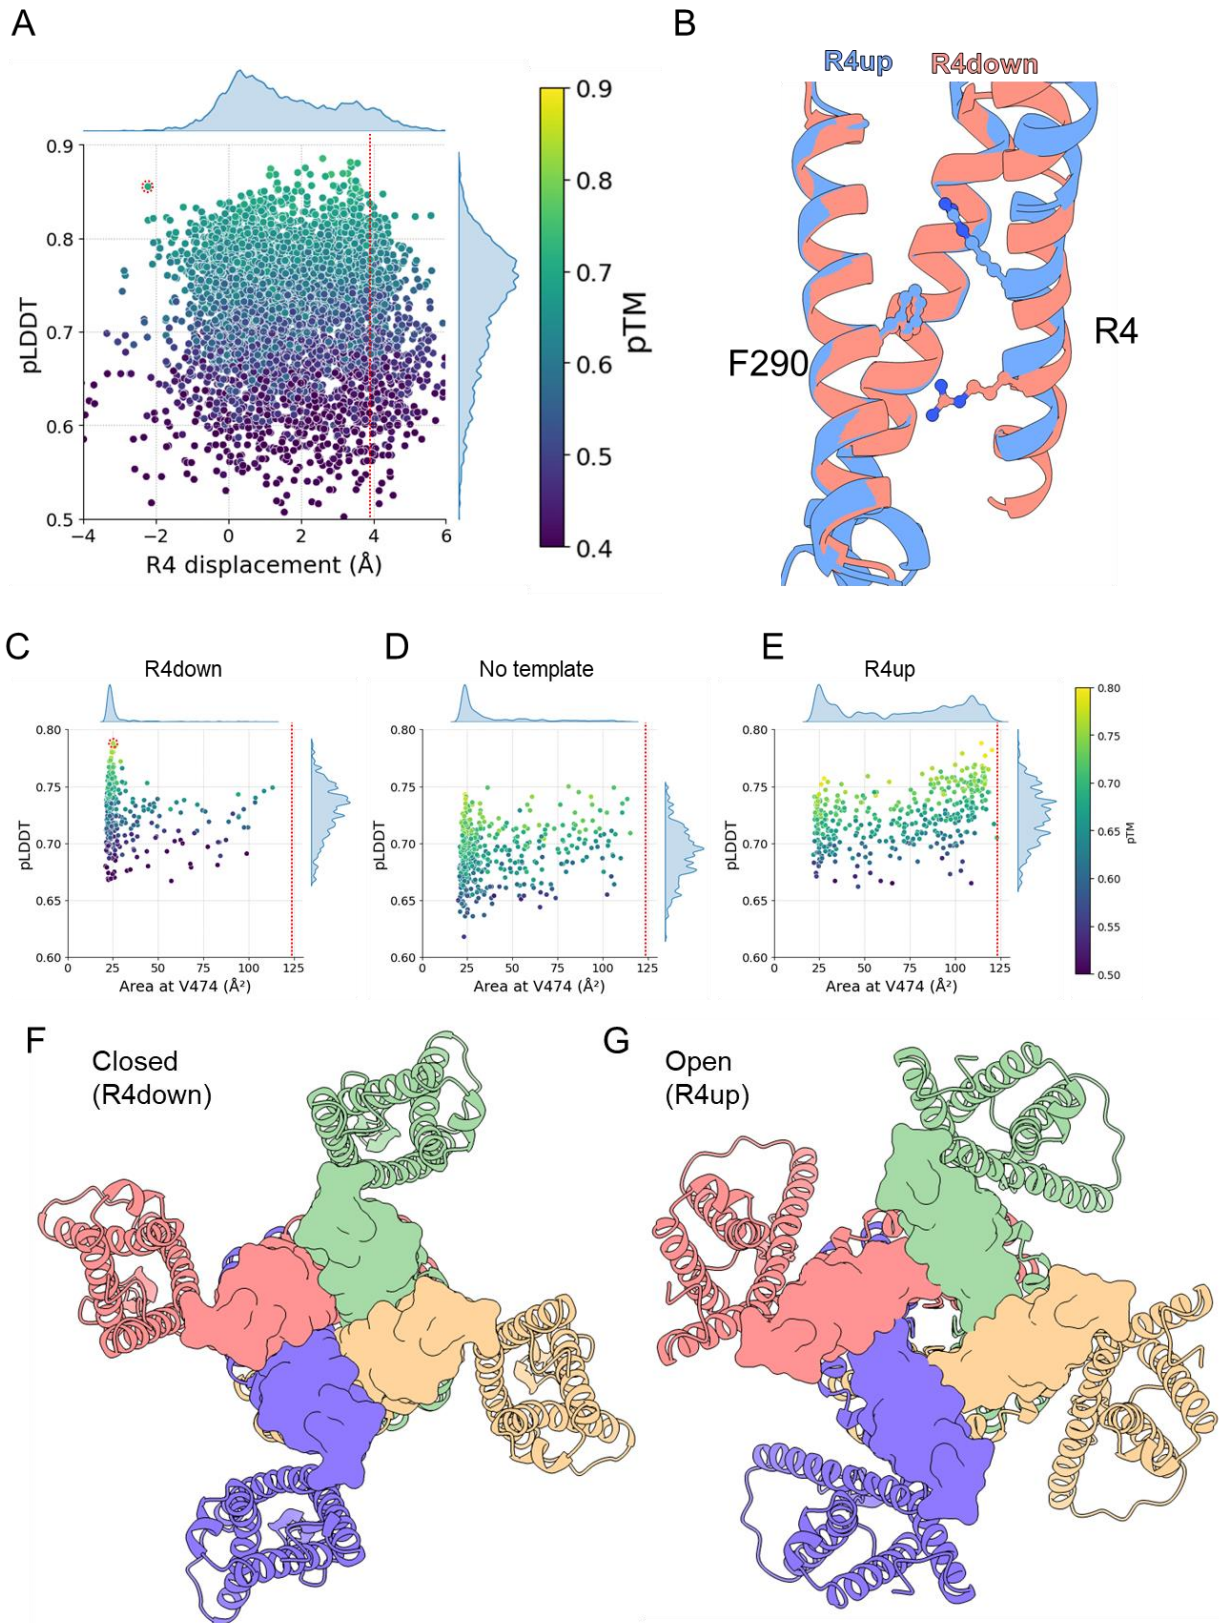 A
0.9
0.8
0.7
0.6
0.5
pLDDT
−4
−2
0
2
4
6
R4 displacement (Å)
0.9
0.8
0.7
0.6
0.5
0.4
pTM
B
R4up
R4down
F290
R4
C
R4down
0.80
0.75
0.70
0.65
0.60
pLDDT
0
25
50
75
100
125
Area at V474 (Å²)
D
No template
0.80
0.75
0.70
0.65
0.60
pLDDT
0
25
50
75
100
125
Area at V474 (Å²)
E
R4up
0.80
0.75
0.70
0.65
0.60
pLDDT
0
25
50
75
100
125
Area at V474 (Å²)
0.80
0.75
0.70
0.65
0.60
0.55
0.50
pTM
F
Closed
(R4down)
G
Open
(R4up)